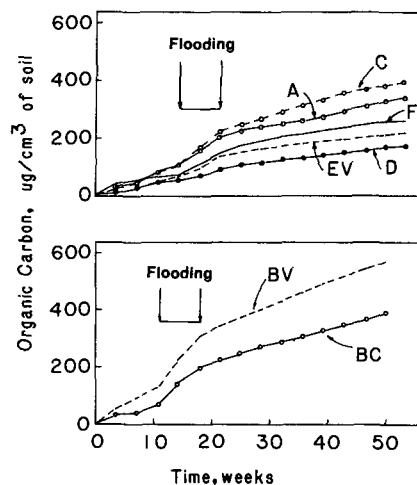 600
Flooding
C
400
A
F
200
EV
D
0
Organic Carbon, ug/cm³ of soil
600
Flooding
BV
400
BC
200
0
0 10 20 30 40 50
Time, weeks